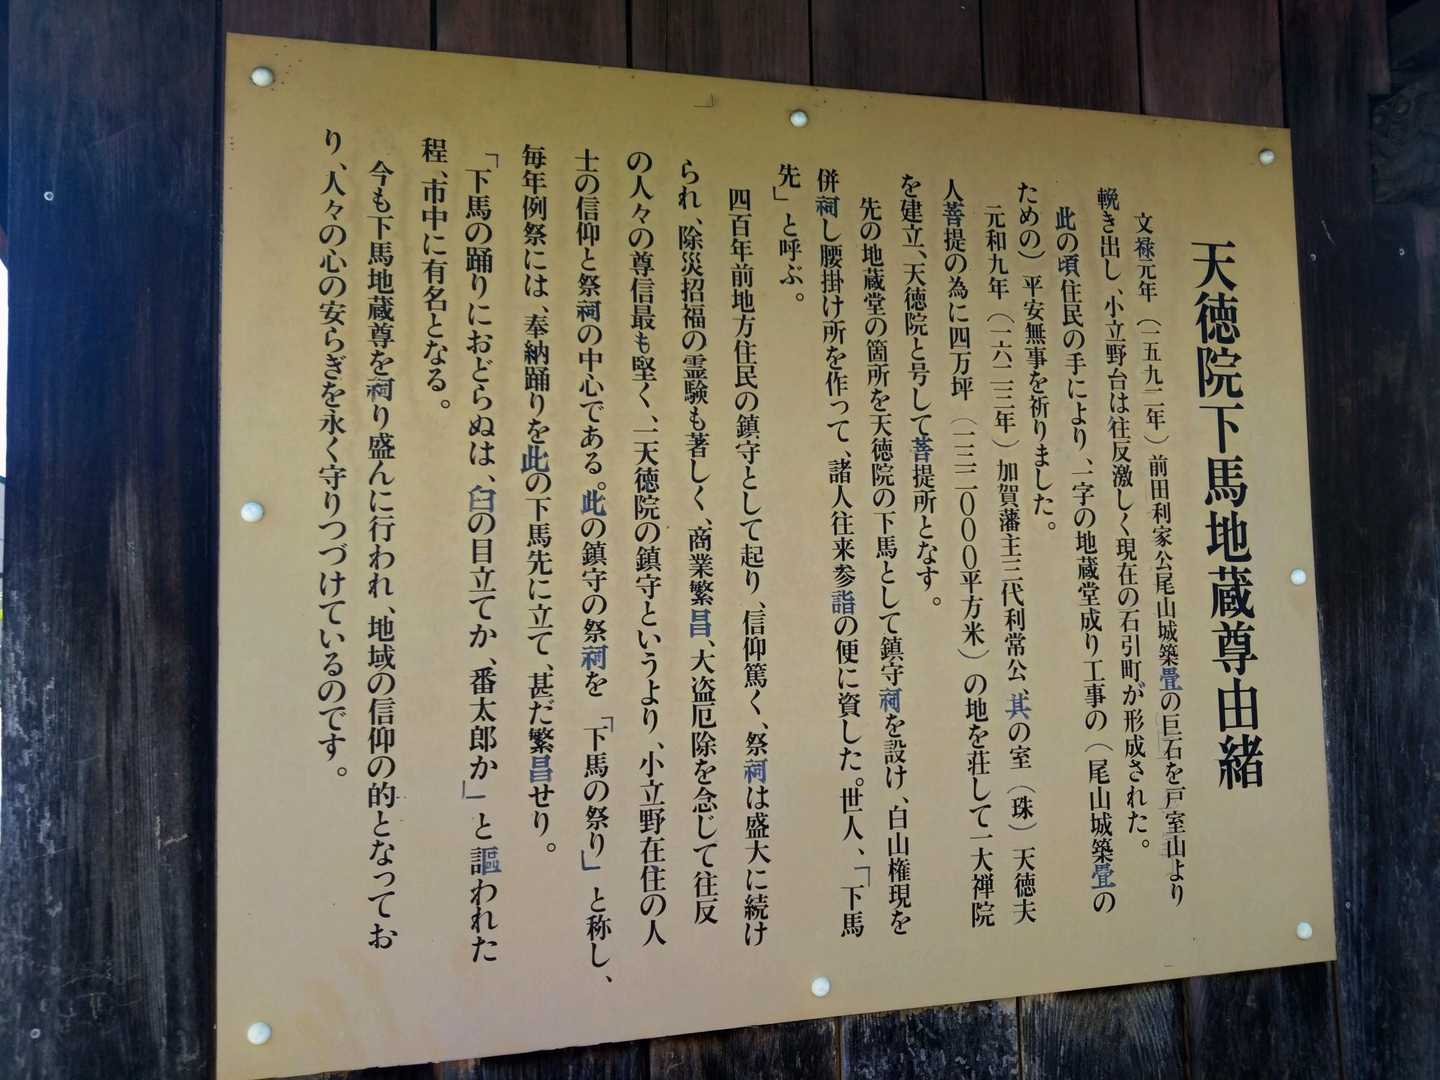 天徳院下馬地蔵尊由緒
文禄元年（一五九二年）前田利家公尾山城築畳の巨石を戸室山より
輓き出し、小立野台は往反激しく現在の石引町が形成された。
此の頃住民の手により、一字の地蔵堂成り工事の（尾山城築畳の
ための）平安無事を祈りました。
元和九年（一六二三年）加賀藩主三代利常公、其の室（珠）天徳夫
人菩提の為に四万坪（一三二〇〇〇平方米）の地を荘して一大禅院
を建立、天徳院と号して菩提所となす。
先の地蔵堂の箇所を天徳院の下馬として鎮守祠を設け、白山権現を
併祠し腰掛け所を作って、諸人往来参詣の便に資した。世人、「下馬
先」と呼ぶ。
四百年前地方住民の鎮守として起り、信仰篤く、祭祠は盛大に続け
られ、除災招福の霊験も著しく、商業繁昌、大盗厄除を念じて往反
の人々の尊信最も堅く、一天徳院の鎮守というより、小立野在住の人
士の信仰と祭祠の中心である。此の鎮守の祭祠を「下馬の祭り」と称し、
毎年例祭には、奉納踊りを此の下馬先に立て、甚だ繁昌せり。
「下馬の踊りにおどらぬは、臼の目立てか、番太郎か」と謳われた
程、市中に有名となる。
今も下馬地蔵尊を祠り盛んに行われ、地域の信仰の的となってお
り、人々の心の安らぎを永く守りつづけているのです。